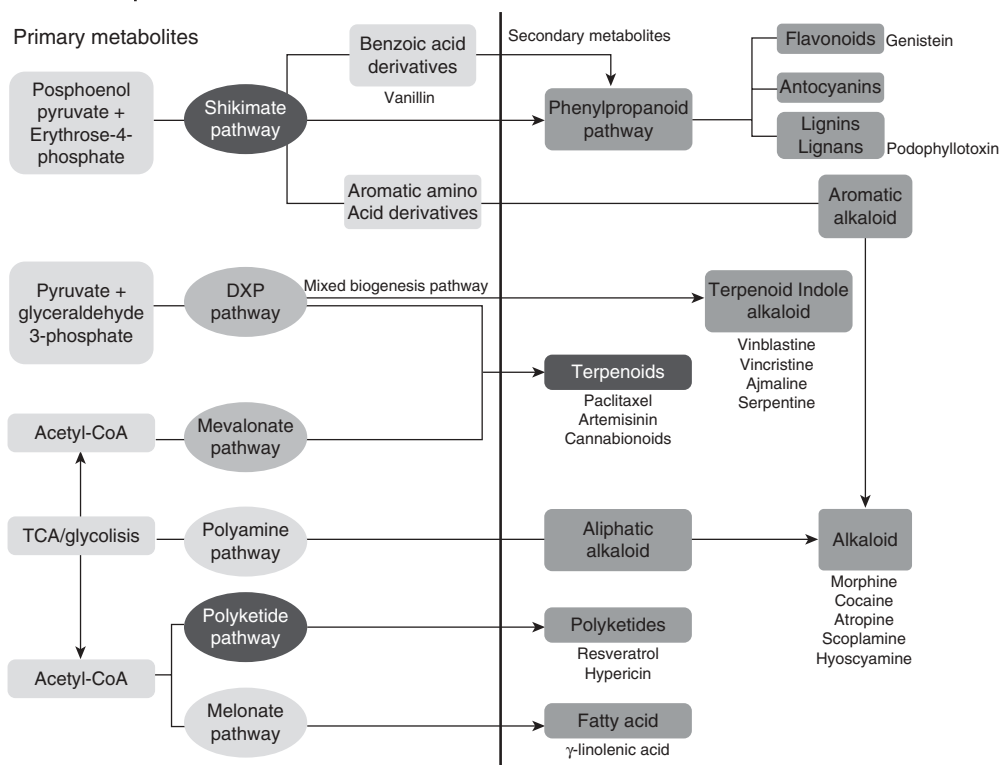 Primary metabolites
Secondary metabolites
Posphoenol
pyruvate +
Erythrose-4-
phosphate
Shikimate
pathway
Benzoic acid
derivatives
Vanillin
Phenylpropanoid
pathway
Flavonoids
Genistein
Antocyanins
Lignins
Lignans
Podophyllotoxin
Aromatic amino
Acid derivatives
Aromatic
alkaloid
Pyruvate +
glyceraldehyde
3-phosphate
DXP
pathway
Mixed biogenesis pathway
Terpenoid Indole
alkaloid
Vinblastine
Vincristine
Ajmaline
Serpentine
Terpenoids
Paclitaxel
Artemisinin
Cannabionoids
Acetyl-CoA
Mevalonate
pathway
TCA/glycolisis
Polyamine
pathway
Aliphatic
alkaloid
Alkaloid
Morphine
Cocaine
Atropine
Scoplamine
Hyoscyamine
Polyketide
pathway
Polyketides
Resveratrol
Hypericin
Acetyl-CoA
Melonate
pathway
Fatty acid
γ-linolenic acid